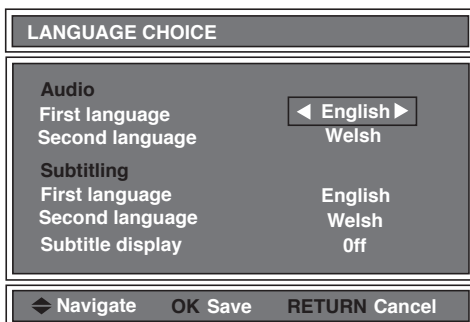 LANGUAGE CHOICE
Audio
First language ◀ English ▶
Second language Welsh
Subtitling
First language English
Second language Welsh
Subtitle display 0ff
Navigate OK Save RETURN Cancel